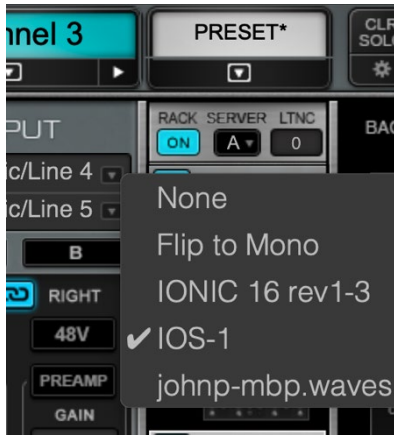 nnel 3
PRESET*
CLR
SOL
PUT
RACK SERVER LTNC
ON A 0
BAC
ic/Line 4
ic/Line 5
B
RIGHT
48V
PREAMP
GAIN
None
Flip to Mono
IONIC 16 rev1-3
✔ IOS-1
johnp-mbp.waves